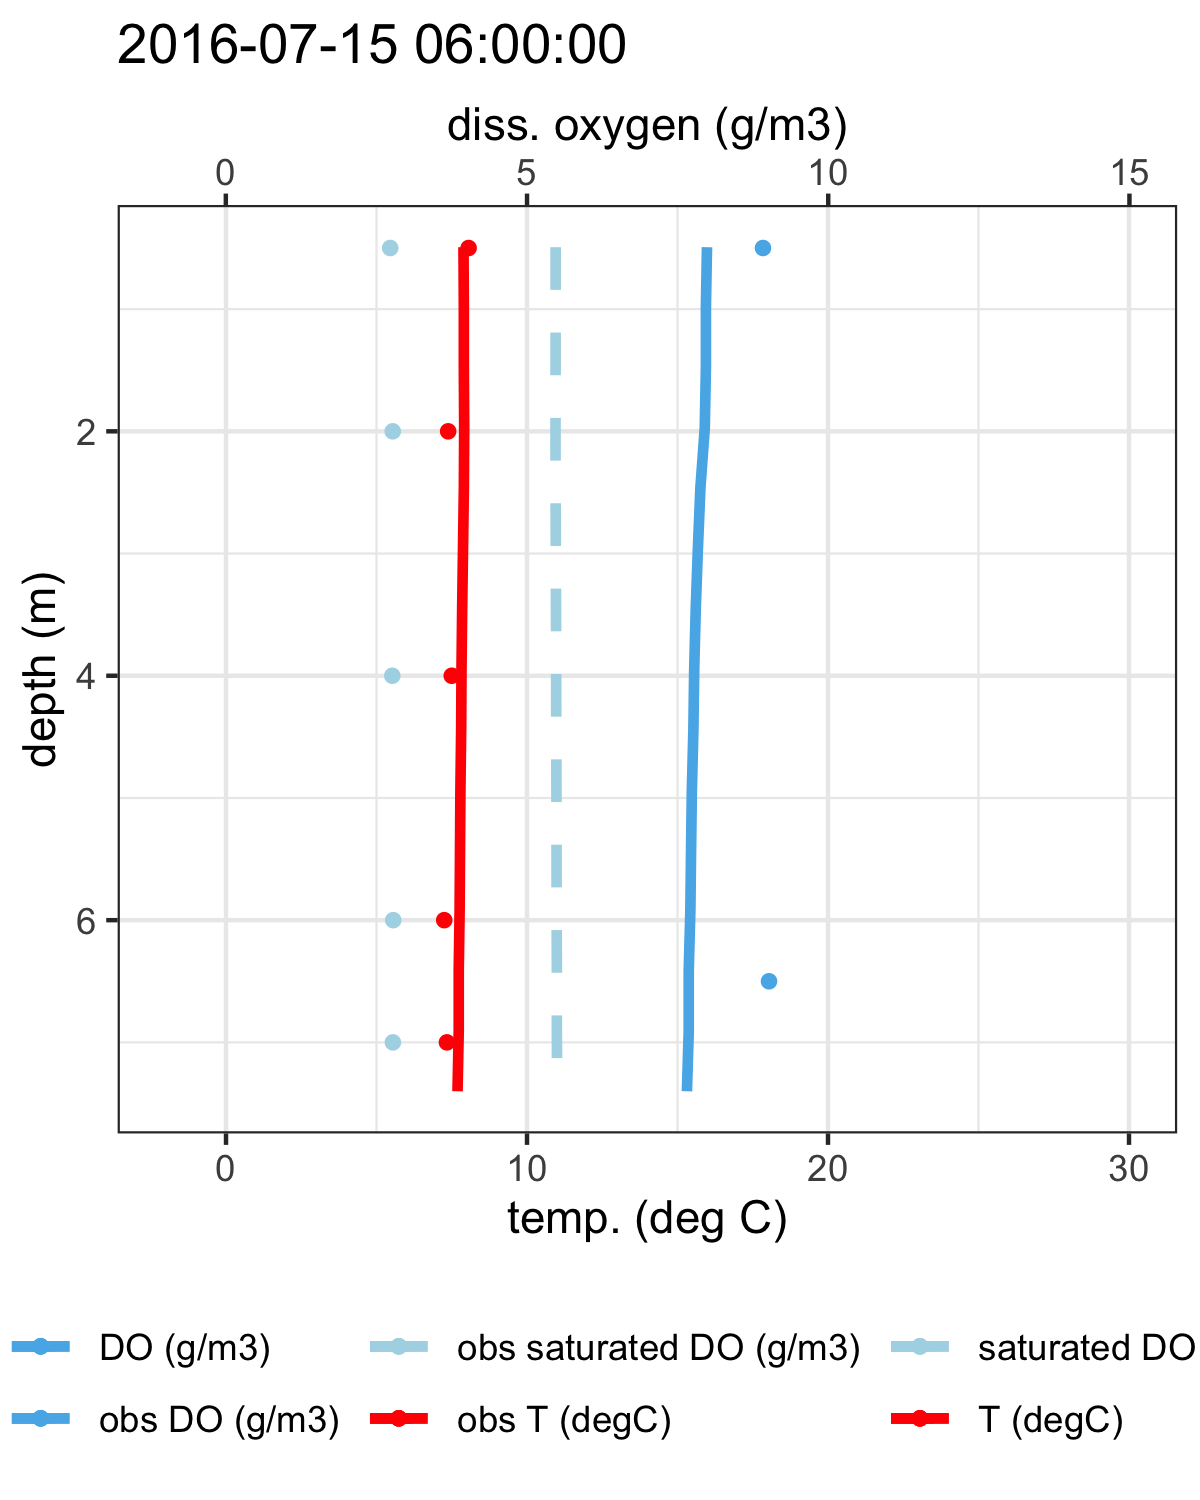 2016-07-15 06:00:00
diss. oxygen (g/m3)
0 5 10 15
depth (m)
2
4
6
0 10 20 30
temp. (deg C)
DO (g/m3) obs saturated DO (g/m3) saturated DO
obs DO (g/m3) obs T (degC) T (degC)